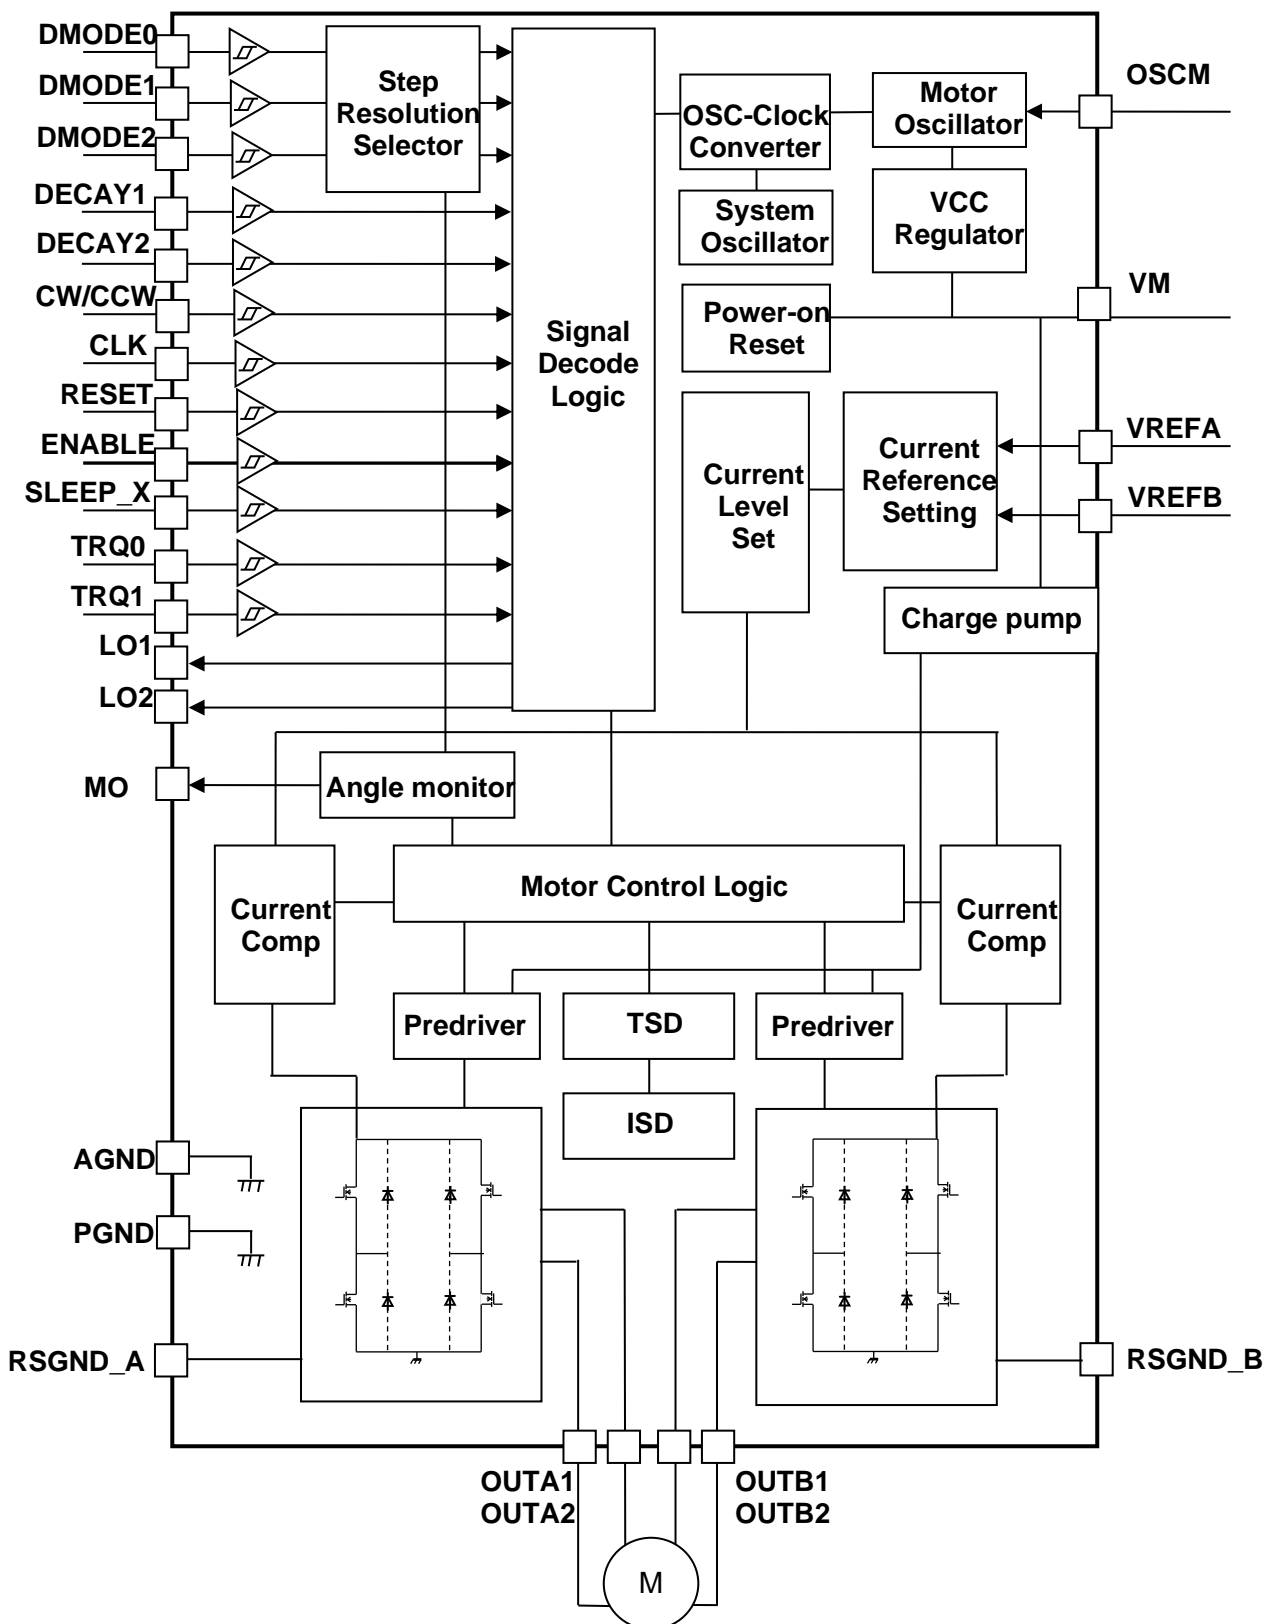 DMODE0
DMODE1
DMODE2
DECAY1
DECAY2
CW/CCW
CLK
RESET
ENABLE
SLEEP_X
TRQ0
TRQ1
LO1
LO2
MO
AGND
PGND
RSGND_A
Step
Resolution
Selector
Signal
Decode
Logic
OSC-Clock
Converter
Motor
Oscillator
System
Oscillator
VCC
Regulator
Power-on
Reset
Current
Level
Set
Current
Reference
Setting
Charge pump
OSCM
VM
VREFA
VREFB
Angle monitor
Motor Control Logic
Current
Comp
Current
Comp
Predriver
TSD
Predriver
ISD
RSGND_B
OUTA1
OUTA2
OUTB1
OUTB2
M